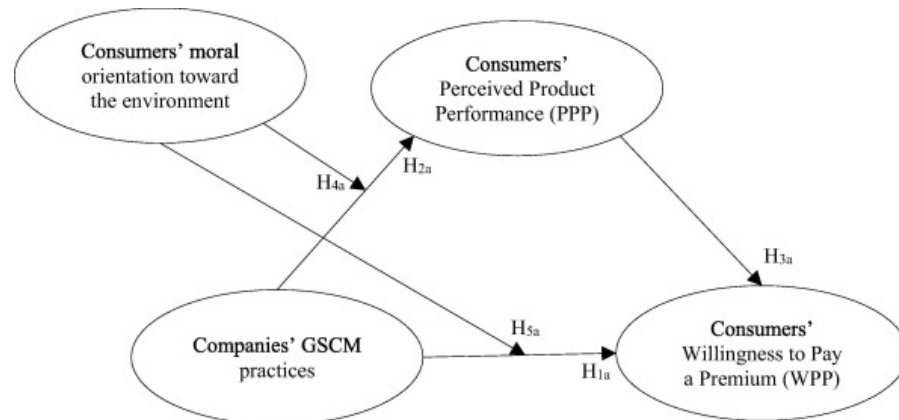 Consumers’ moral
orientation toward
the environment
Consumers’
Perceived Product
Performance (PPP)
H4a
H2a
H3a
H5a
H1a
Companies’ GSCM
practices
Consumers’
Willingness to Pay
a Premium (WPP)